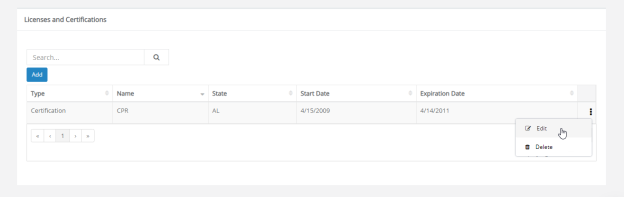 Licenses and Certifications
Search...
Add
Type Name State Start Date Expiration Date
Certification CPR AL 4/15/2009 4/14/2011
Edit
« ‹ 1 › »
Delete